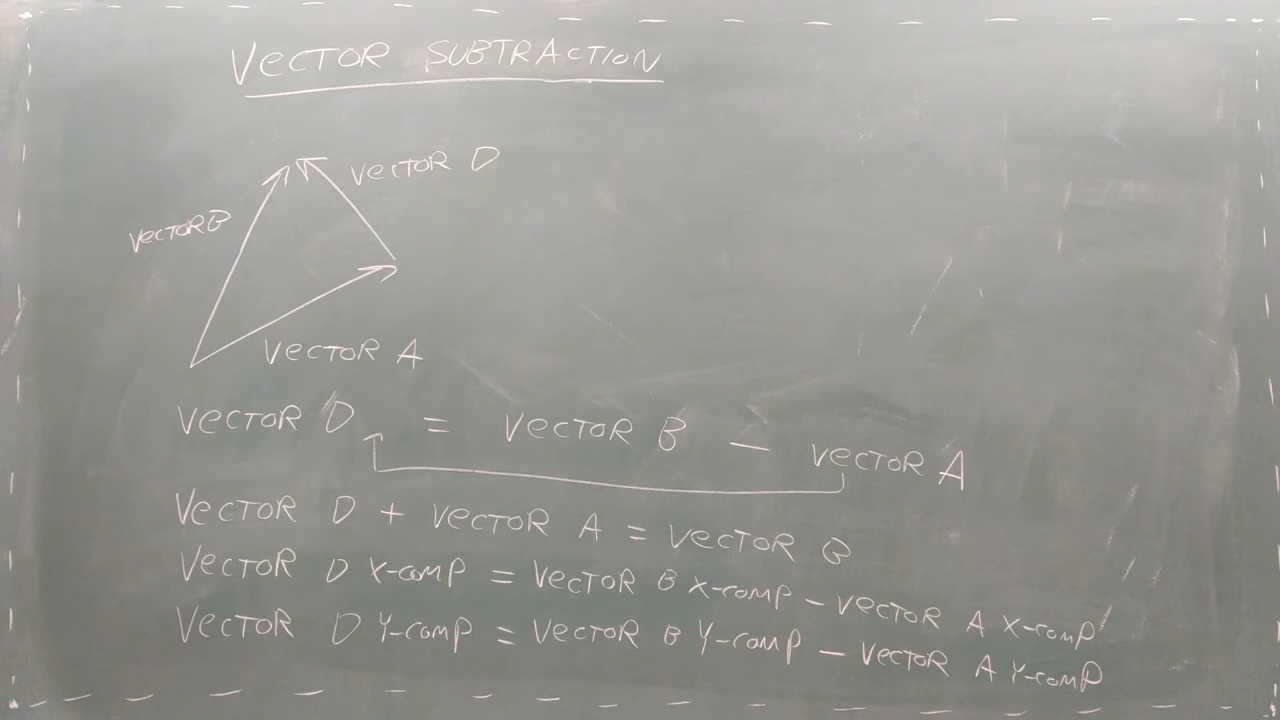 VECTOR SUBTRACTION
VECTOR D
VECTOR B
VECTOR A
VECTOR D = VECTOR B - VECTOR A
VECTOR D + VECTOR A = VECTOR B
VECTOR D X-COMP = VECTOR B X-COMP - VECTOR A X-COMP
VECTOR D Y-COMP = VECTOR B Y-COMP - VECTOR A Y-COMP